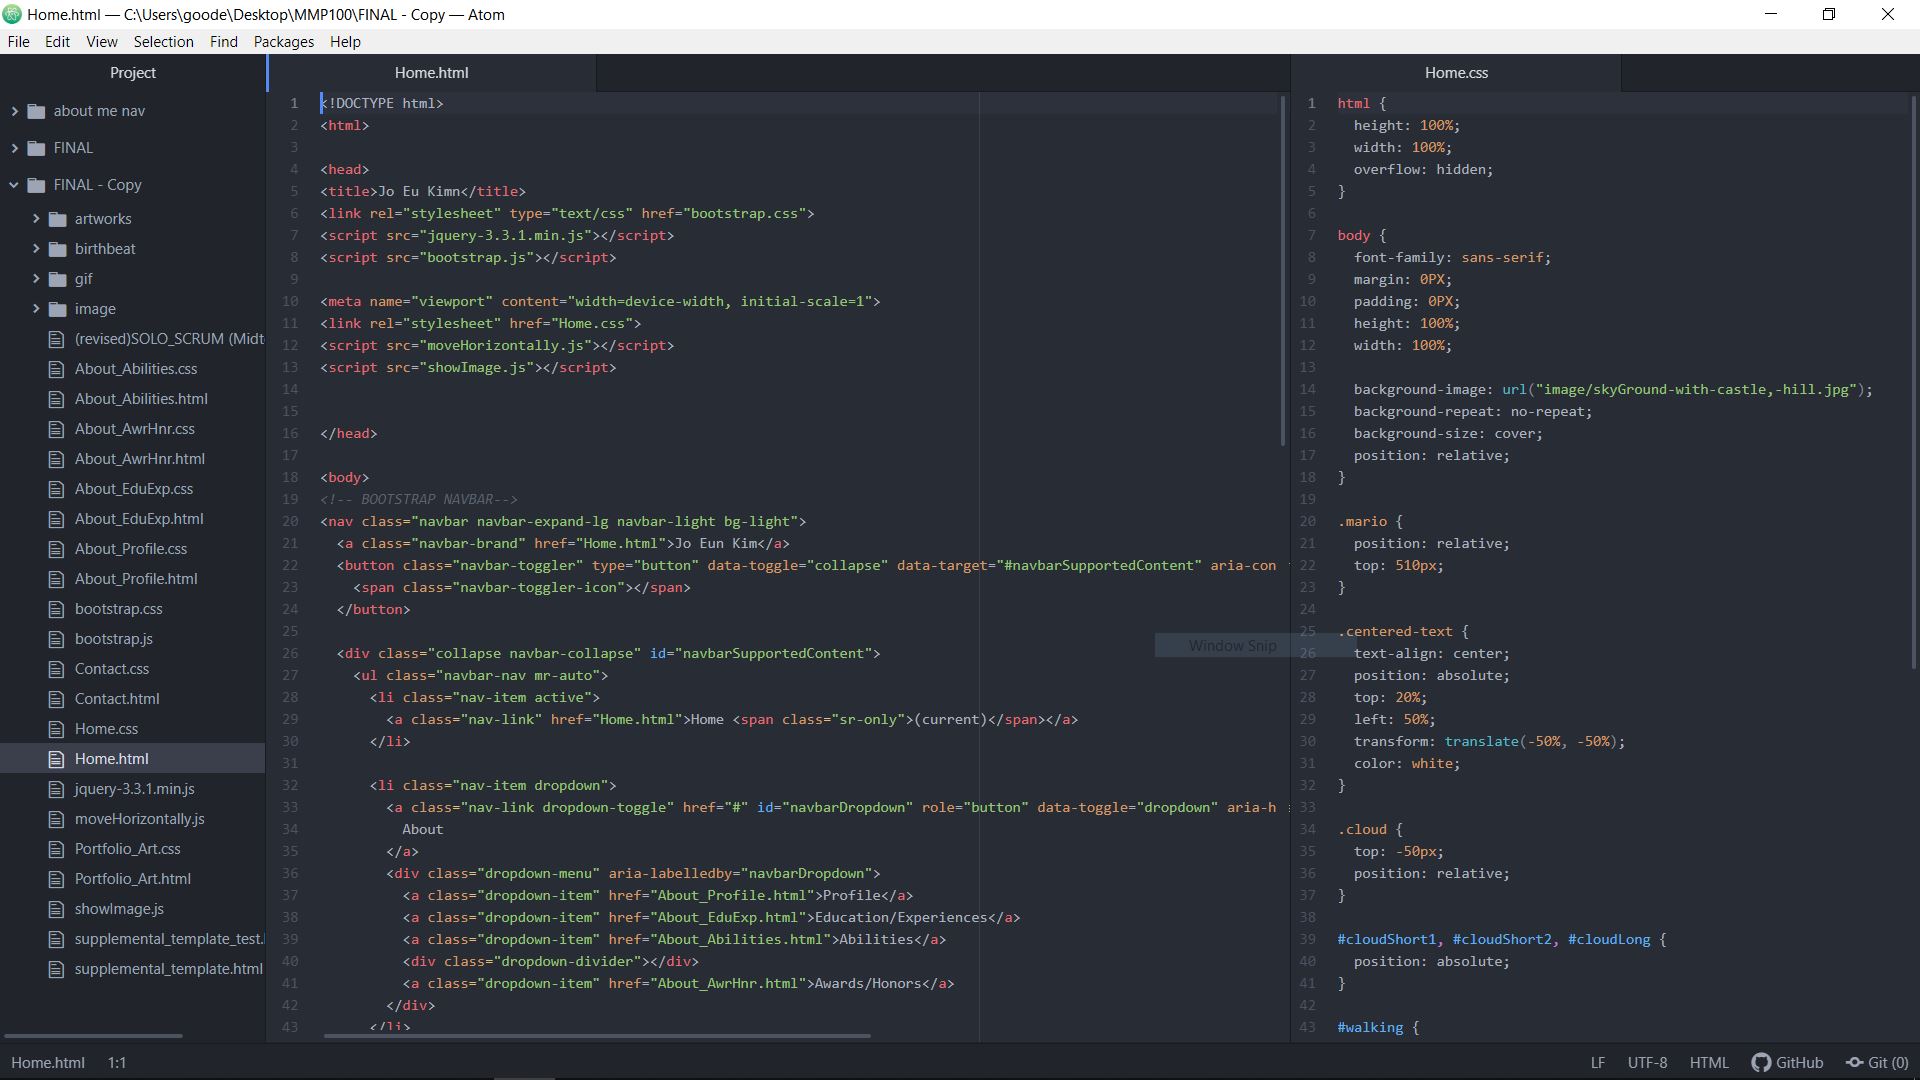 Home.html — C:\Users\goode\Desktop\MMP100\FINAL - Copy — Atom
File Edit View Selection Find Packages Help
Project
about me nav
FINAL
FINAL - Copy
artworks
birthbeat
gif
image
(revised)SOLO_SCRUM (Midt
About_Abilities.css
About_Abilities.html
About_AwrHnr.css
About_AwrHnr.html
About_EduExp.css
About_EduExp.html
About_Profile.css
About_Profile.html
bootstrap.css
bootstrap.js
Contact.css
Contact.html
Home.css
Home.html
jquery-3.3.1.min.js
moveHorizontally.js
Portfolio_Art.css
Portfolio_Art.html
showImage.js
supplemental_template_test.
supplemental_template.html
Home.html
1 <!DOCTYPE html>
2 <html>
3
4 <head>
5 <title>Jo Eu Kimn</title>
6 <link rel="stylesheet" type="text/css" href="bootstrap.css">
7 <script src="jquery-3.3.1.min.js"></script>
8 <script src="bootstrap.js"></script>
9
10 <meta name="viewport" content="width=device-width, initial-scale=1">
11 <link rel="stylesheet" href="Home.css">
12 <script src="moveHorizontally.js"></script>
13 <script src="showImage.js"></script>
14
15
16 </head>
17
18 <body>
19 <!-- BOOTSTRAP NAVBAR-->
20 <nav class="navbar navbar-expand-lg navbar-light bg-light">
21 <a class="navbar-brand" href="Home.html">Jo Eun Kim</a>
22 <button class="navbar-toggler" type="button" data-toggle="collapse" data-target="#navbarSupportedContent" aria-con
23 <span class="navbar-toggler-icon"></span>
24 </button>
25
26 <div class="collapse navbar-collapse" id="navbarSupportedContent">
27 <ul class="navbar-nav mr-auto">
28 <li class="nav-item active">
29 <a class="nav-link" href="Home.html">Home <span class="sr-only">(current)</span></a>
30 </li>
31
32 <li class="nav-item dropdown">
33 <a class="nav-link dropdown-toggle" href="#" id="navbarDropdown" role="button" data-toggle="dropdown" aria-h
34 About
35 </a>
36 <div class="dropdown-menu" aria-labelledby="navbarDropdown">
37 <a class="dropdown-item" href="About_Profile.html">Profile</a>
38 <a class="dropdown-item" href="About_EduExp.html">Education/Experiences</a>
39 <a class="dropdown-item" href="About_Abilities.html">Abilities</a>
40 <div class="dropdown-divider"></div>
41 <a class="dropdown-item" href="About_AwrHnr.html">Awards/Honors</a>
42 </div>
43 </li>
Window Snip
Home.css
1 html {
2 height: 100%;
3 width: 100%;
4 overflow: hidden;
5 }
6
7 body {
8 font-family: sans-serif;
9 margin: 0PX;
10 padding: 0PX;
11 height: 100%;
12 width: 100%;
13
14 background-image: url("image/skyGround-with-castle,-hill.jpg");
15 background-repeat: no-repeat;
16 background-size: cover;
17 position: relative;
18 }
19
20 .mario {
21 position: relative;
22 top: 510px;
23 }
24
25 .centered-text {
26 text-align: center;
27 position: absolute;
28 top: 20%;
29 left: 50%;
30 transform: translate(-50%, -50%);
31 color: white;
32 }
33
34 .cloud {
35 top: -50px;
36 position: relative;
37 }
38
39 #cloudShort1, #cloudShort2, #cloudLong {
40 position: absolute;
41 }
42
43 #walking {
Home.html 1:1
LF UTF-8 HTML GitHub Git (0)